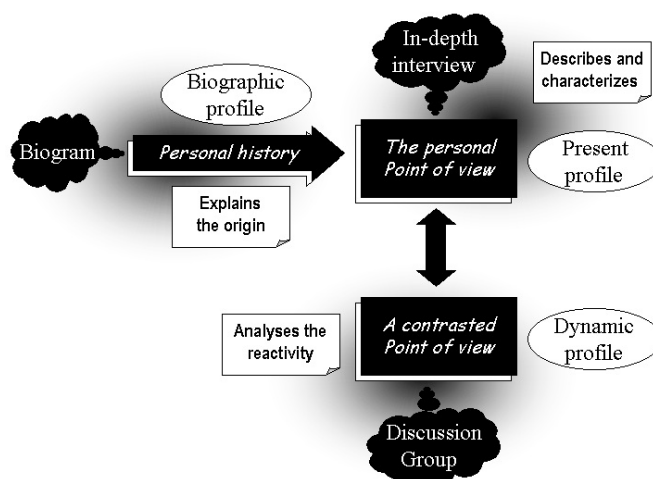 In-depth
interview
Describes and
characterizes
Biographic
profile
Biogram
Personal history
The personal
Point of view
Present
profile
Explains
the origin
Analyses the
reactivity
A contrasted
Point of view
Dynamic
profile
Discussion
Group